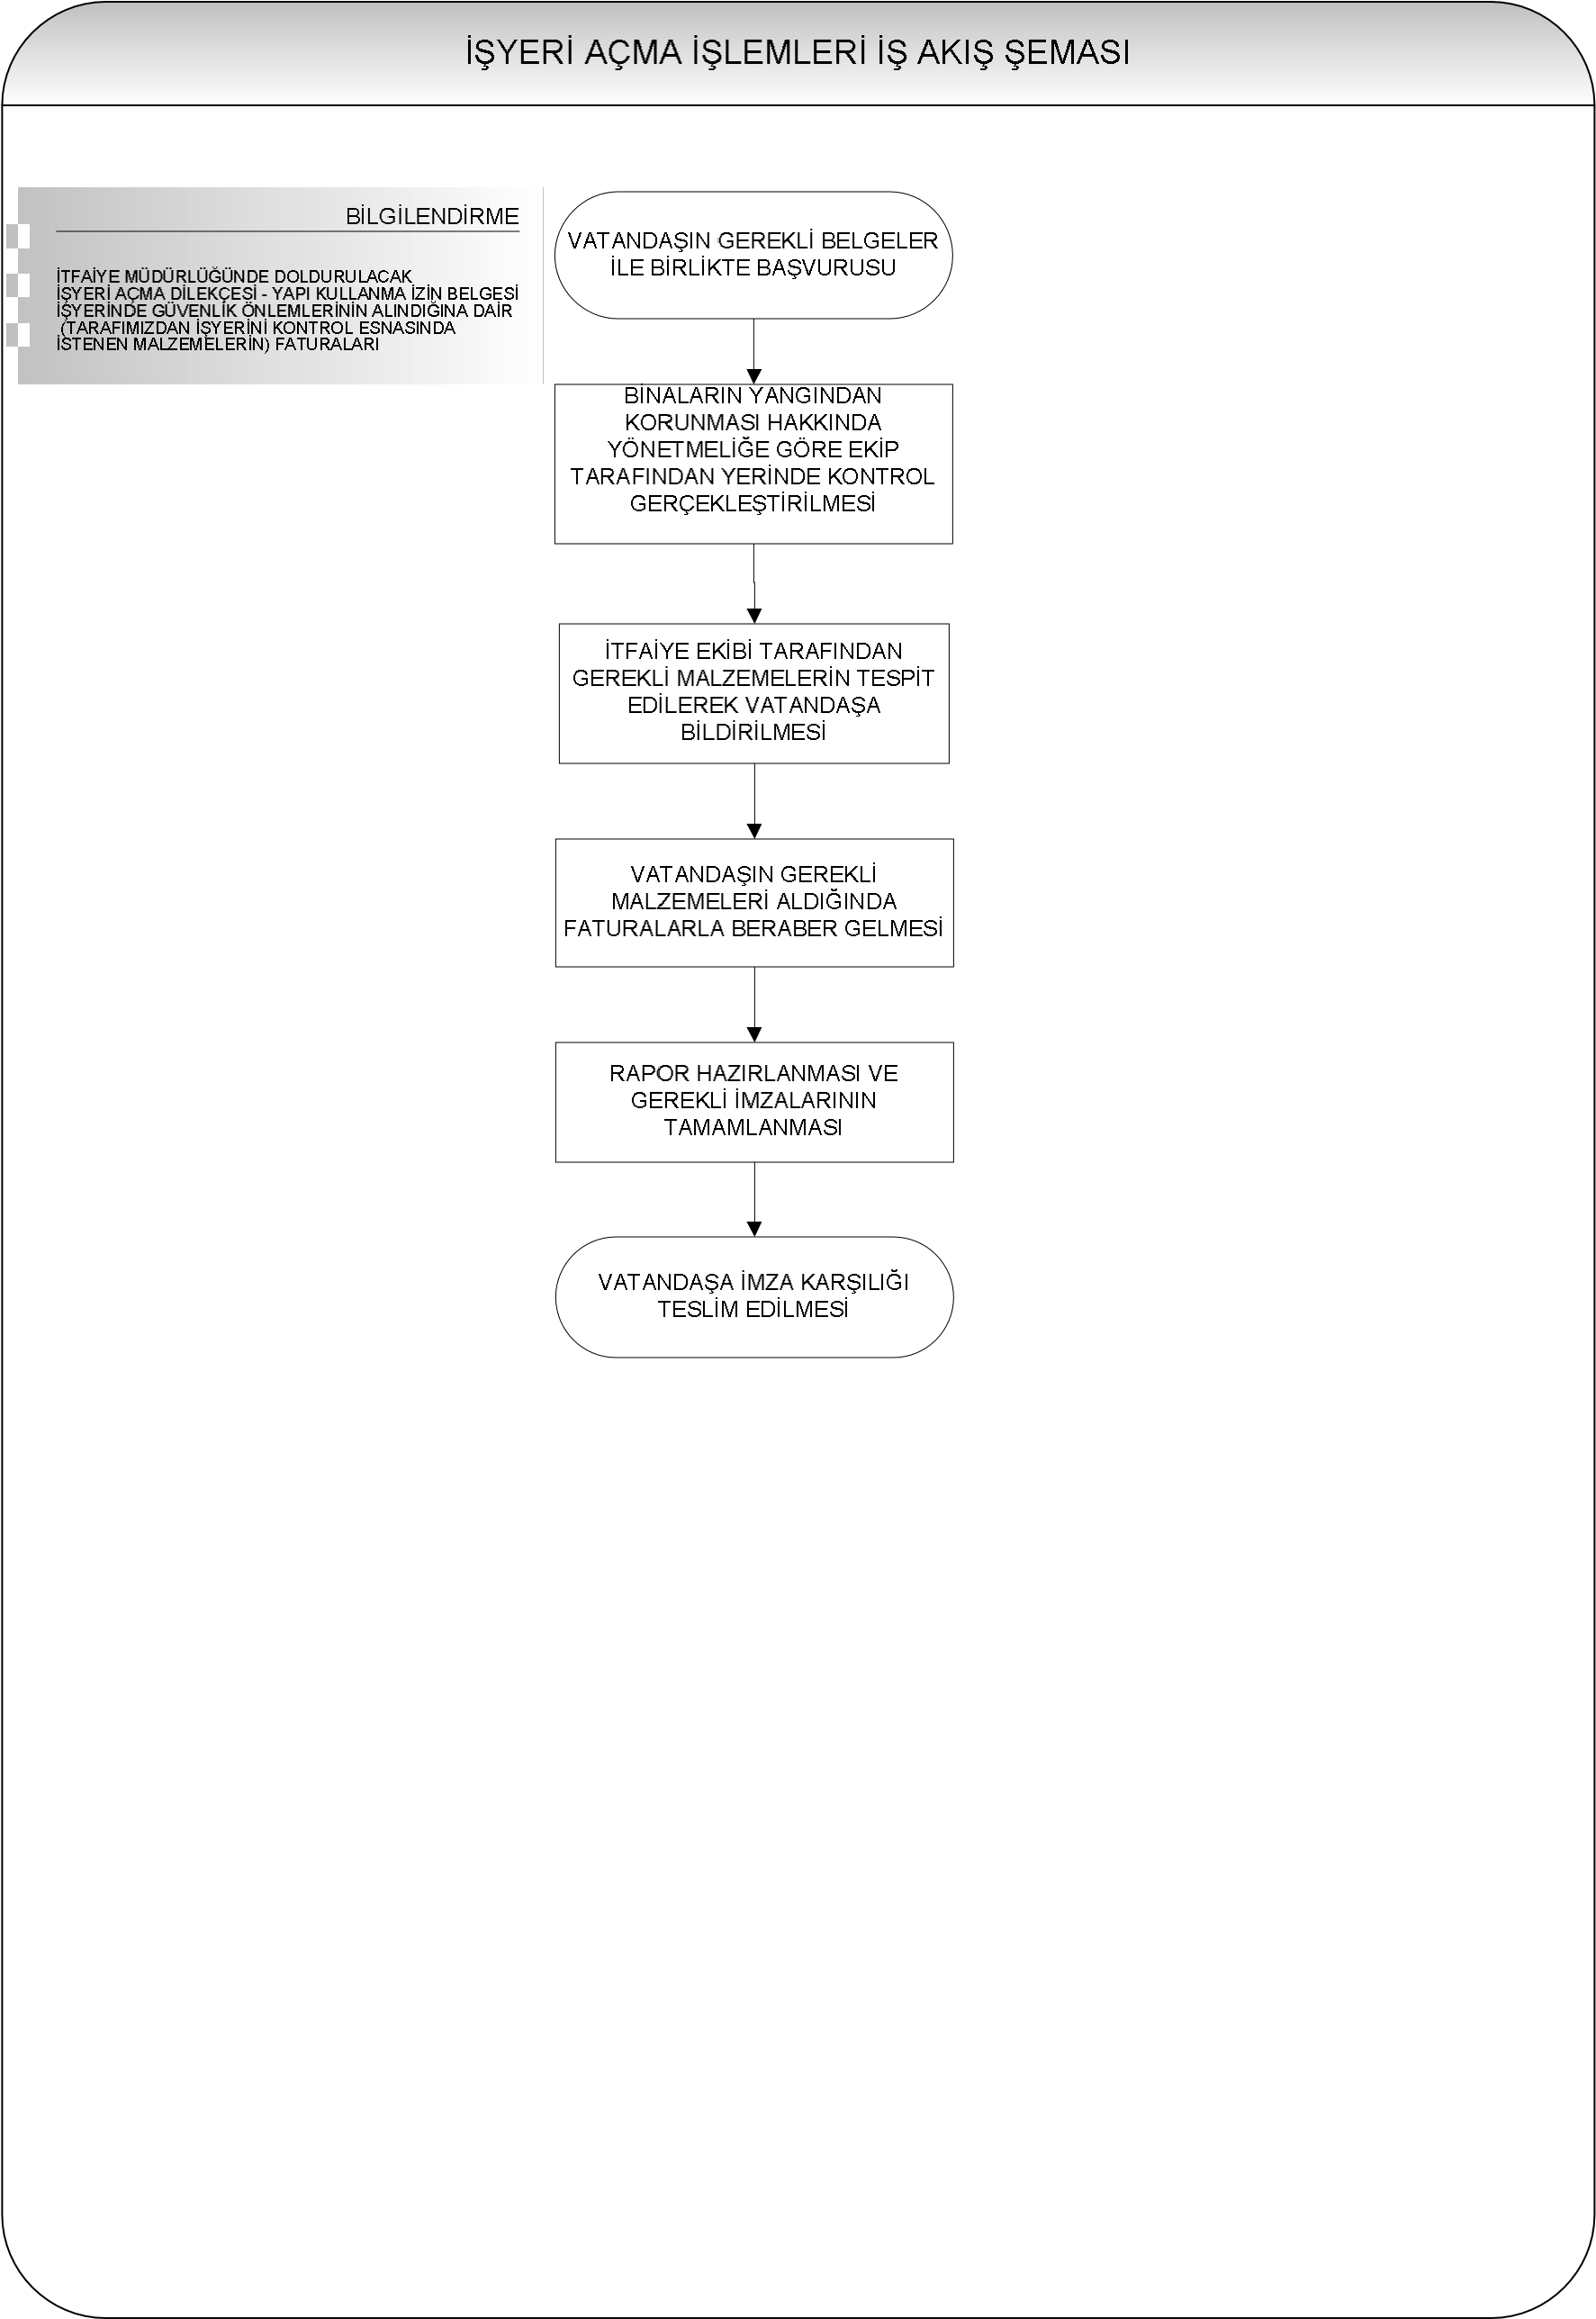 İŞYERİ AÇMA İŞLEMLERİ İŞ AKIŞ ŞEMASI
BİLGİLENDİRME
İTFAİYE MÜDÜRLÜĞÜNDE DOLDURULACAK
İŞYERİ AÇMA DİLEKÇESİ - YAPI KULLANMA İZİN BELGESİ
İŞYERİNDE GÜVENLİK ÖNLEMLERİNİN ALINDIĞINA DAİR
(TARAFIMIZDAN İŞYERİNİ KONTROL ESNASINDA
İSTENEN MALZEMELERİN) FATURALARI
VATANDAŞIN GEREKLİ BELGELER
İLE BİRLİKTE BAŞVURUSU
BİNALARIN YANGINDAN
KORUNMASI HAKKINDA
YÖNETMELİĞE GÖRE EKİP
TARAFINDAN YERİNDE KONTROL
GERÇEKLEŞTİRİLMESİ
İTFAİYE EKİBİ TARAFINDAN
GEREKLİ MALZEMELERİN TESPİT
EDİLEREK VATANDAŞA
BİLDİRİLMESİ
VATANDAŞIN GEREKLİ
MALZEMELERİ ALDIĞINDA
FATURALARLA BERABER GELMESİ
RAPOR HAZIRLANMASI VE
GEREKLİ İMZALARININ
TAMAMLANMASI
VATANDAŞA İMZA KARŞILIĞI
TESLİM EDİLMESİ